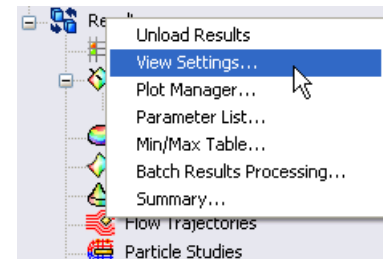 Re
Unload Results
View Settings...
Plot Manager...
Parameter List...
Min/Max Table...
Batch Results Processing...
Summary...
Flow Trajectories
Particle Studies